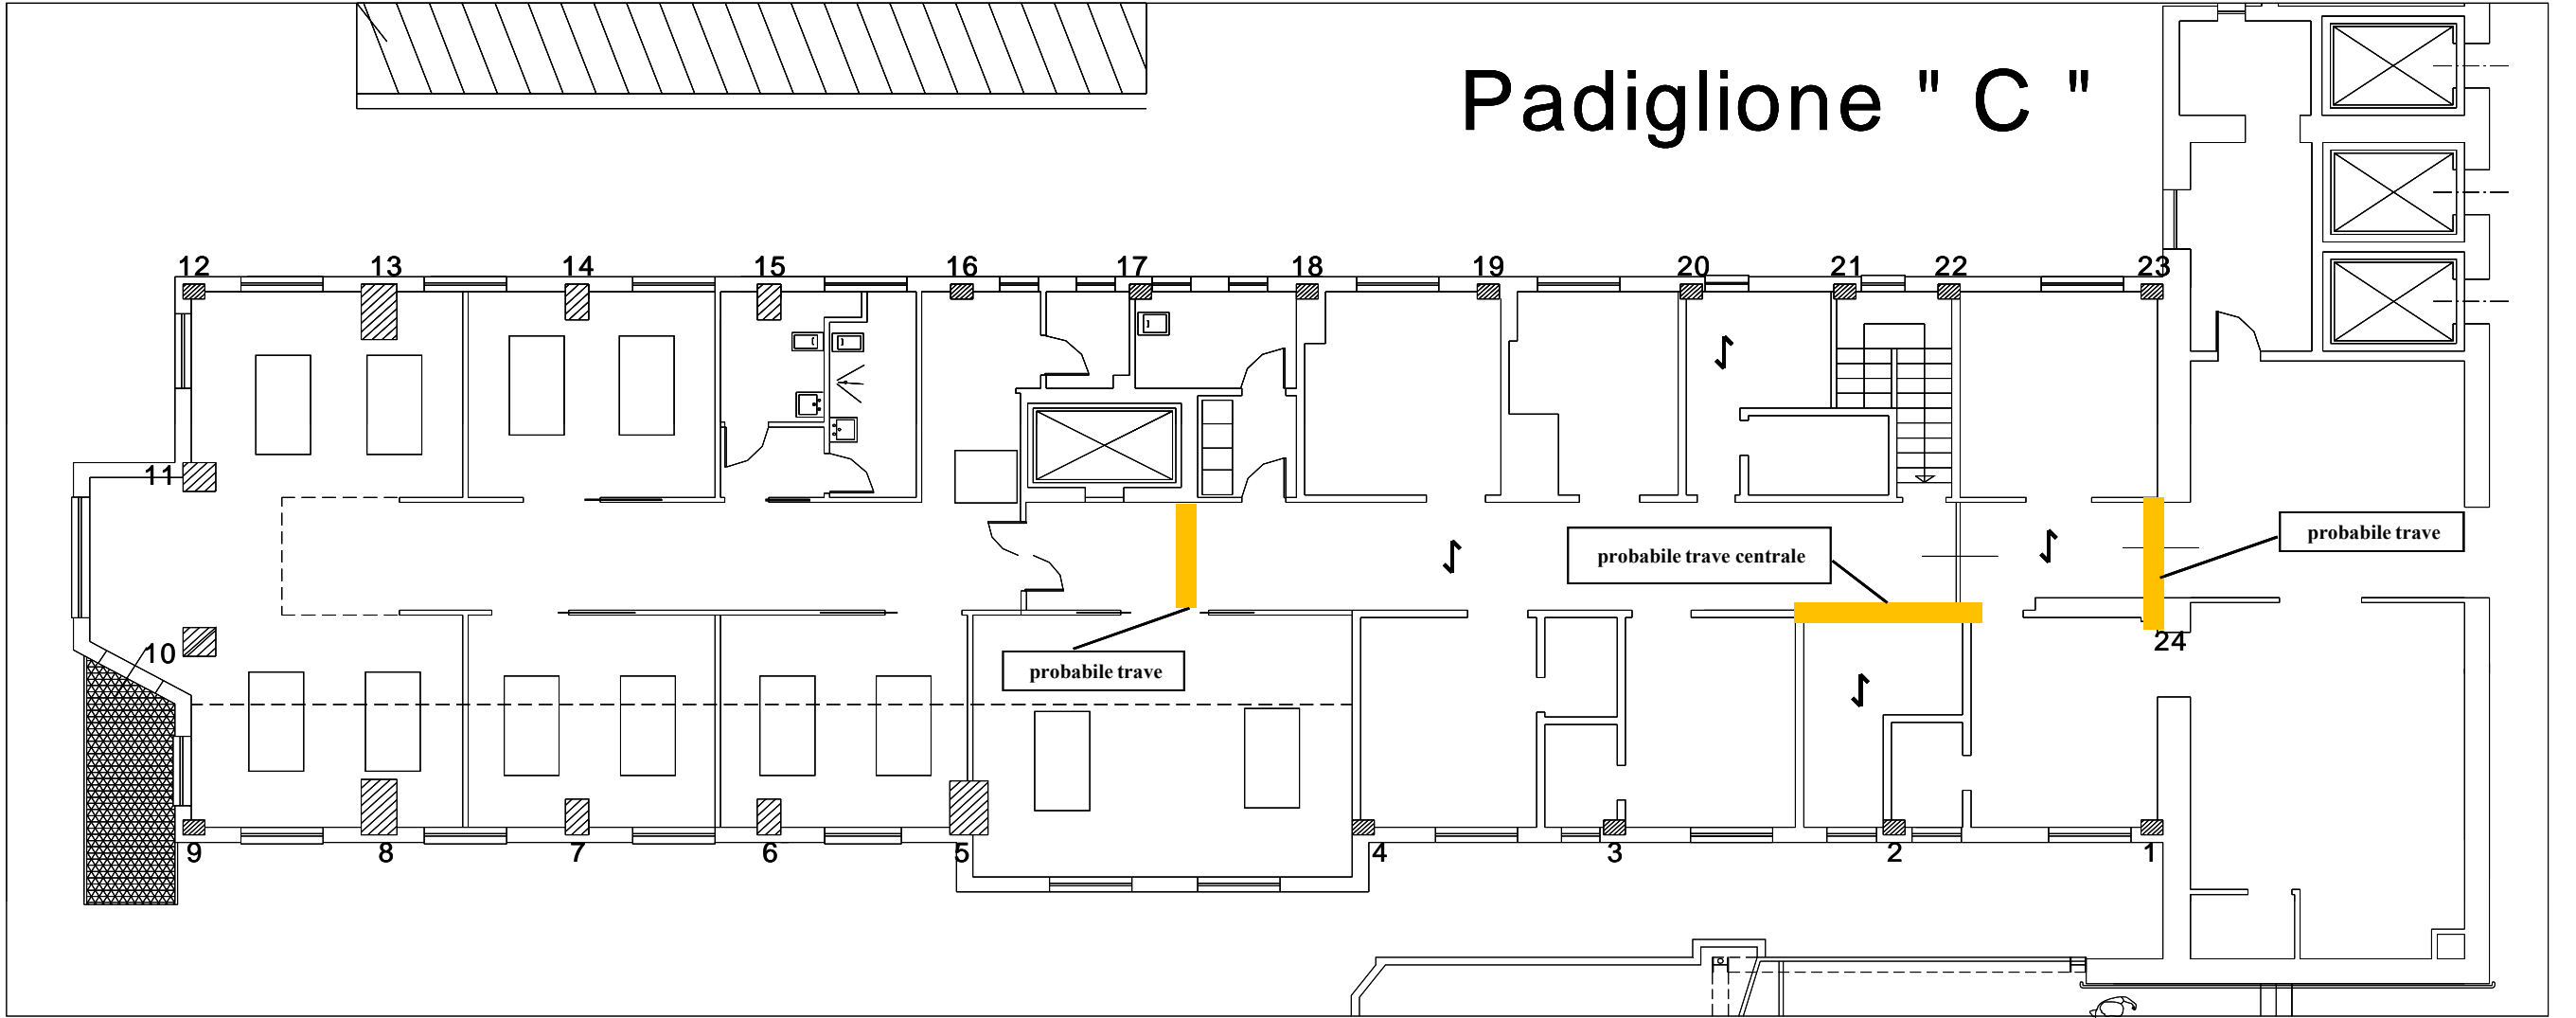 Padiglione " C "
12 13 14 15 16 17 18 19 20 21 22 23
11
probabile trave
probabile trave centrale
24
10
probabile trave
9 8 7 6 5 4 3 2 1